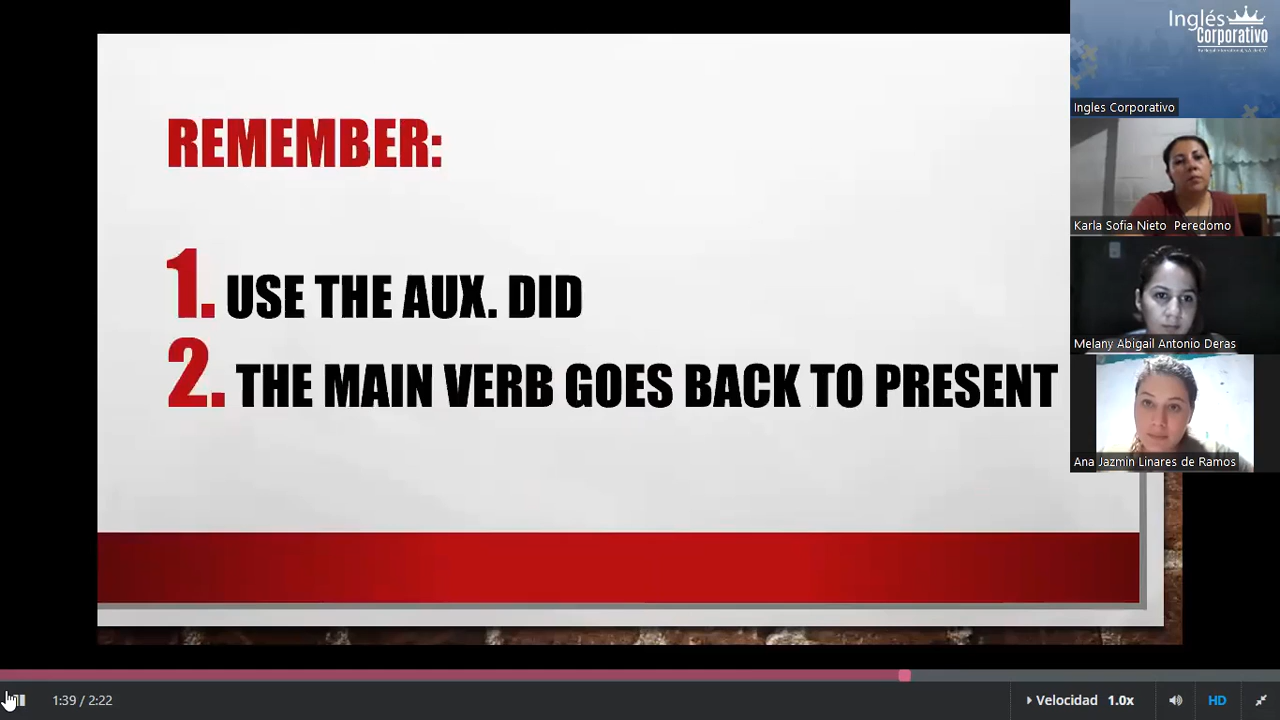 Inglés
Corporativo
Ingles Corporativo
REMEMBER:
1. USE THE AUX. DID
2. THE MAIN VERB GOES BACK TO PRESENT
Karla Sofia Nieto Peredomo
Melany Abigail Antonio Deras
Ana Jazmin Linares de Ramos
1:39 / 2:22
Velocidad 1.0x
HD